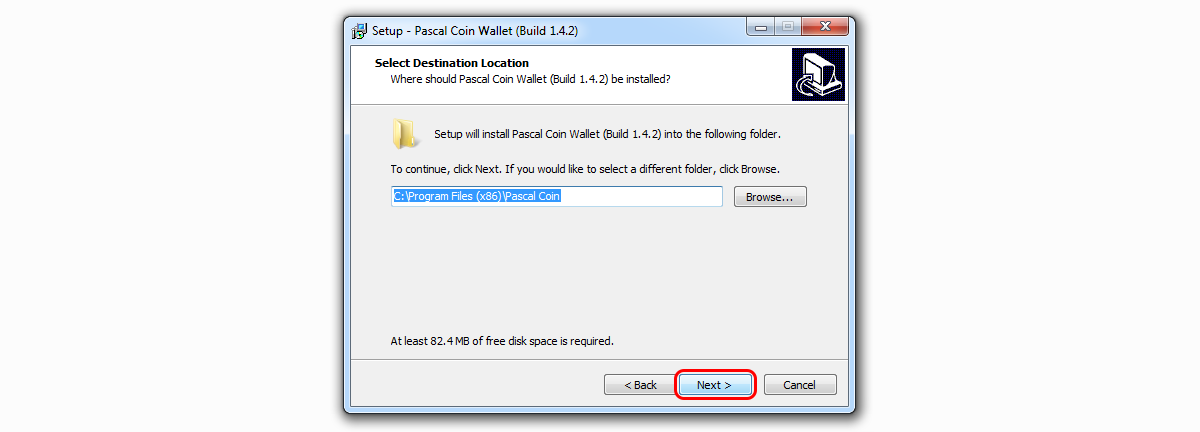 Setup - Pascal Coin Wallet (Build 1.4.2)
Select Destination Location
Where should Pascal Coin Wallet (Build 1.4.2) be installed?
Setup will install Pascal Coin Wallet (Build 1.4.2) into the following folder.
To continue, click Next. If you would like to select a different folder, click Browse.
C:\Program Files (x86)\Pascal Coin
Browse...
At least 82.4 MB of free disk space is required.
< Back
Next >
Cancel